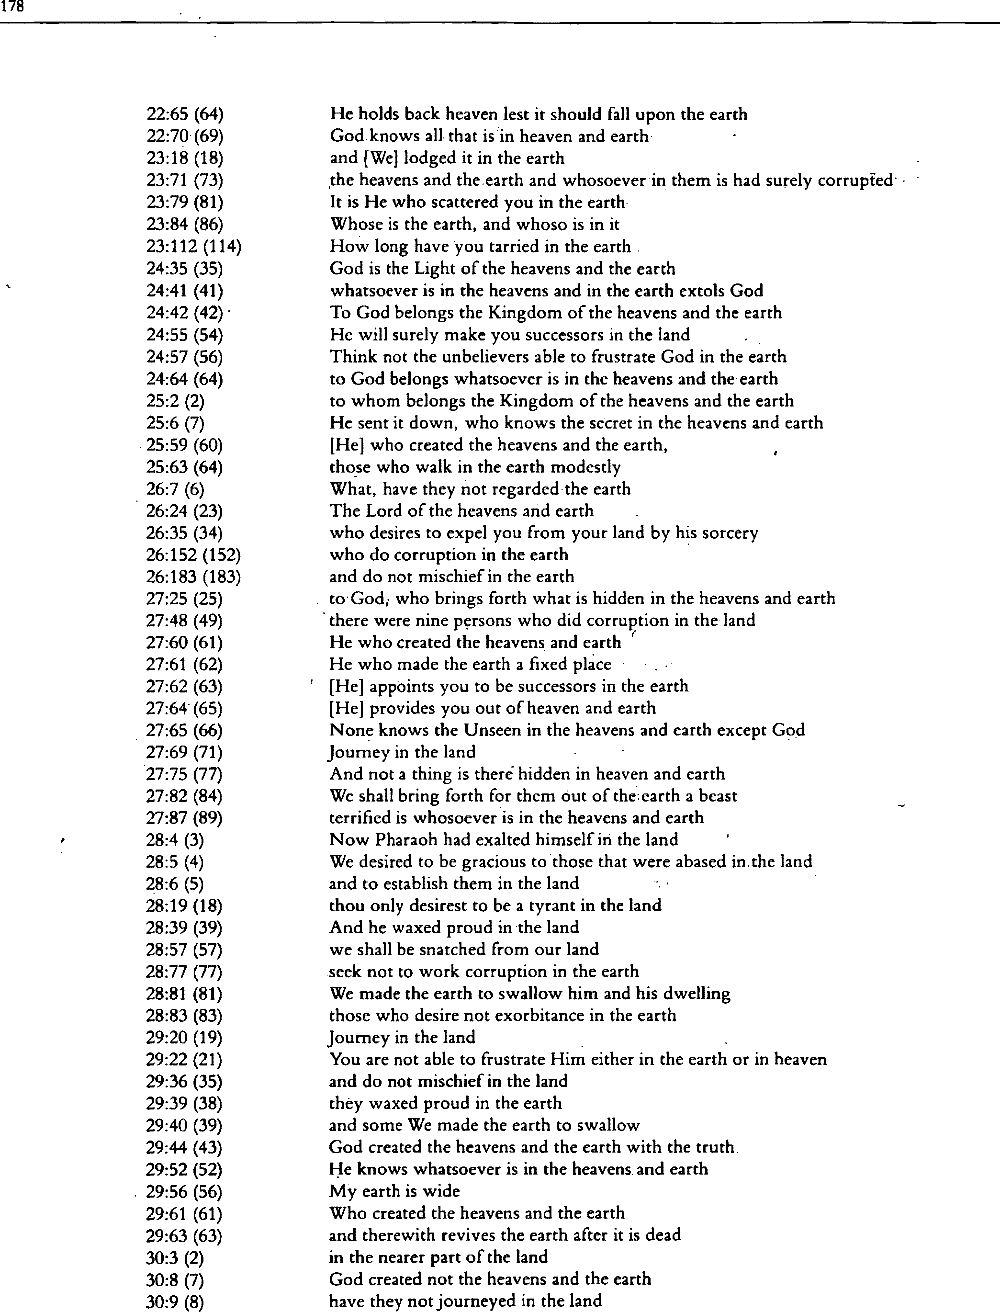 178
22:65 (64) He holds back heaven lest it should fall upon the earth
22:70 (69) God knows all that is in heaven and earth
23:18 (18) and [We] lodged it in the earth
23:71 (73) the heavens and the earth and whosoever in them is had surely corrupted
23:79 (81) It is He who scattered you in the earth
23:84 (86) Whose is the earth, and whoso is in it
23:112 (114) How long have you tarried in the earth
24:35 (35) God is the Light of the heavens and the earth
24:41 (41) whatsoever is in the heavens and in the earth extols God
24:42 (42) To God belongs the Kingdom of the heavens and the earth
24:55 (54) He will surely make you successors in the land
24:57 (56) Think not the unbelievers able to frustrate God in the earth
24:64 (64) to God belongs whatsoever is in the heavens and the earth
25:2 (2) to whom belongs the Kingdom of the heavens and the earth
25:6 (7) He sent it down, who knows the secret in the heavens and earth
25:59 (60) [He] who created the heavens and the earth,
25:63 (64) those who walk in the earth modestly
26:7 (6) What, have they not regarded the earth
26:24 (23) The Lord of the heavens and earth
26:35 (34) who desires to expel you from your land by his sorcery
26:152 (152) who do corruption in the earth
26:183 (183) and do not mischief in the earth
27:25 (25) to God, who brings forth what is hidden in the heavens and earth
27:48 (49) there were nine persons who did corruption in the land
27:60 (61) He who created the heavens and earth
27:61 (62) He who made the earth a fixed place
27:62 (63) [He] appoints you to be successors in the earth
27:64 (65) [He] provides you out of heaven and earth
27:65 (66) None knows the Unseen in the heavens and earth except God
27:69 (71) Journey in the land
27:75 (77) And not a thing is there hidden in heaven and earth
27:82 (84) We shall bring forth for them out of the earth a beast
27:87 (89) terrified is whosoever is in the heavens and earth
28:4 (3) Now Pharaoh had exalted himself in the land
28:5 (4) We desired to be gracious to those that were abased in the land
28:6 (5) and to establish them in the land
28:19 (18) thou only desirest to be a tyrant in the land
28:39 (39) And he waxed proud in the land
28:57 (57) we shall be snatched from our land
28:77 (77) seek not to work corruption in the earth
28:81 (81) We made the earth to swallow him and his dwelling
28:83 (83) those who desire not exorbitance in the earth
29:20 (19) Journey in the land
29:22 (21) You are not able to frustrate Him either in the earth or in heaven
29:36 (35) and do not mischief in the land
29:39 (38) they waxed proud in the earth
29:40 (39) and some We made the earth to swallow
29:44 (43) God created the heavens and the earth with the truth
29:52 (52) He knows whatsoever is in the heavens and earth
29:56 (56) My earth is wide
29:61 (61) Who created the heavens and the earth
29:63 (63) and therewith revives the earth after it is dead
30:3 (2) in the nearer part of the land
30:8 (7) God created not the heavens and the earth
30:9 (8) have they not journeyed in the land